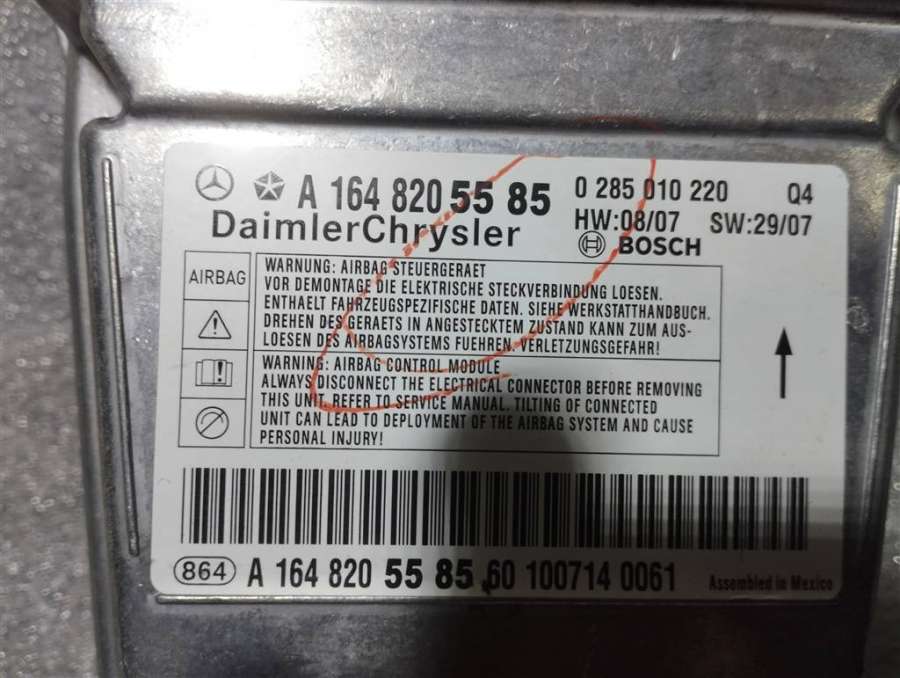 A 164 820 55 85 0 285 010 220 Q4
DaimlerChrysler HW:08/07 SW:29/07
BOSCH
AIRBAG
WARNUNG: AIRBAG STEUERGERAET
VOR DEMONTAGE DIE ELEKTRISCHE STECKVERBINDUNG LOESEN.
ENTHAELT FAHRZEUGSPEZIFISCHE DATEN. SIEHE WERKSTATTHANDBUCH.
DREHEN DES GERAETS IN ANGESTECKTEM ZUSTAND KANN ZUM AUS-
LOESEN DES AIRBAGSYSTEMS FUEHREN. VERLETZUNGSGEFAHR!
WARNING: AIRBAG CONTROL MODULE
ALWAYS DISCONNECT THE ELECTRICAL CONNECTOR BEFORE REMOVING
THIS UNIT. REFER TO SERVICE MANUAL. TILTING OF CONNECTED
UNIT CAN LEAD TO DEPLOYMENT OF THE AIRBAG SYSTEM AND CAUSE
PERSONAL INJURY!
864 A 164 820 55 85 60 100714 0061 Assembled in Mexico